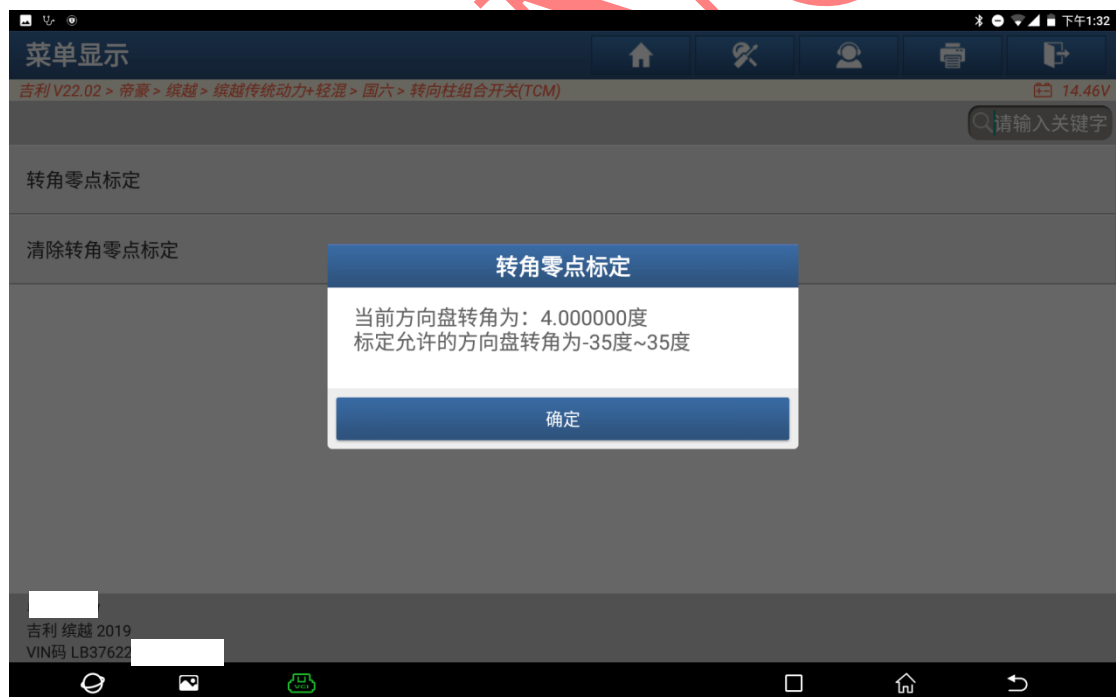 下午1:32
菜单显示
吉利 V22.02 > 帝豪 > 缤越 > 缤越传统动力+轻混 > 国六 > 转向柱组合开关(TCM)
14.46V
请输入关键字
转角零点标定
清除转角零点标定
转角零点标定
当前方向盘转角为：4.000000度
标定允许的方向盘转角为-35度~35度
确定
吉利 缤越 2019
VIN码 LB37622
VCI